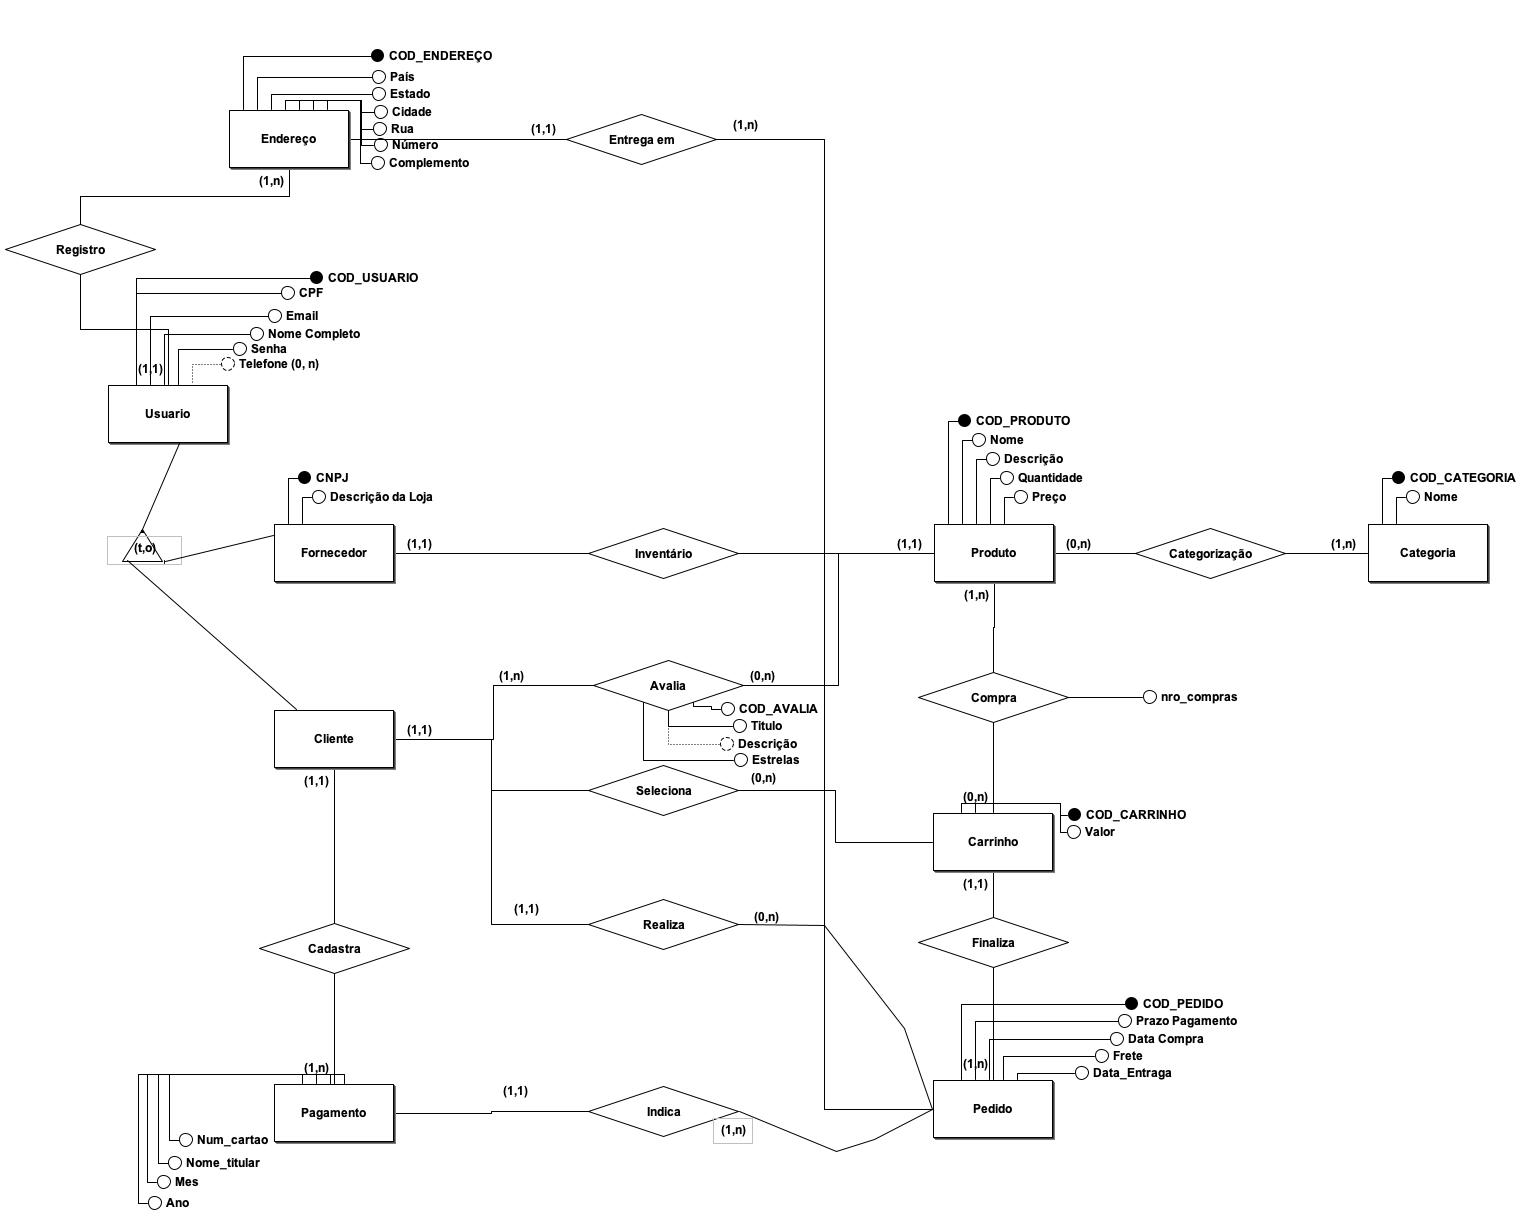 COD_ENDEREÇO
País
Estado
Cidade
Rua
Número
Complemento
Endereço
(1,1)
Entrega em
(1,n)
(1,n)
Registro
COD_USUARIO
CPF
Email
Nome Completo
Senha
Telefone (0, n)
(1,1)
Usuario
COD_PRODUTO
Nome
Descrição
Quantidade
Preço
CNPJ
Descrição da Loja
COD_CATEGORIA
Nome
(t,o)
Fornecedor
(1,1)
Inventário
(1,1)
Produto
(0,n)
Categorização
(1,n)
Categoria
(1,n)
(1,n)
Avalia
(0,n)
Compra
nro_compras
COD_AVALIA
Titulo
Descrição
Estrelas
Cliente
(1,1)
(1,1)
Seleciona
(0,n)
(0,n)
COD_CARRINHO
Valor
Carrinho
(1,1)
(1,1)
Realiza
(0,n)
Cadastra
Finaliza
COD_PEDIDO
Prazo Pagamento
Data Compra
Frete
Data_Entraga
(1,n)
Pedido
(1,n)
Pagamento
(1,1)
Indica
(1,n)
Num_cartao
Nome_titular
Mes
Ano